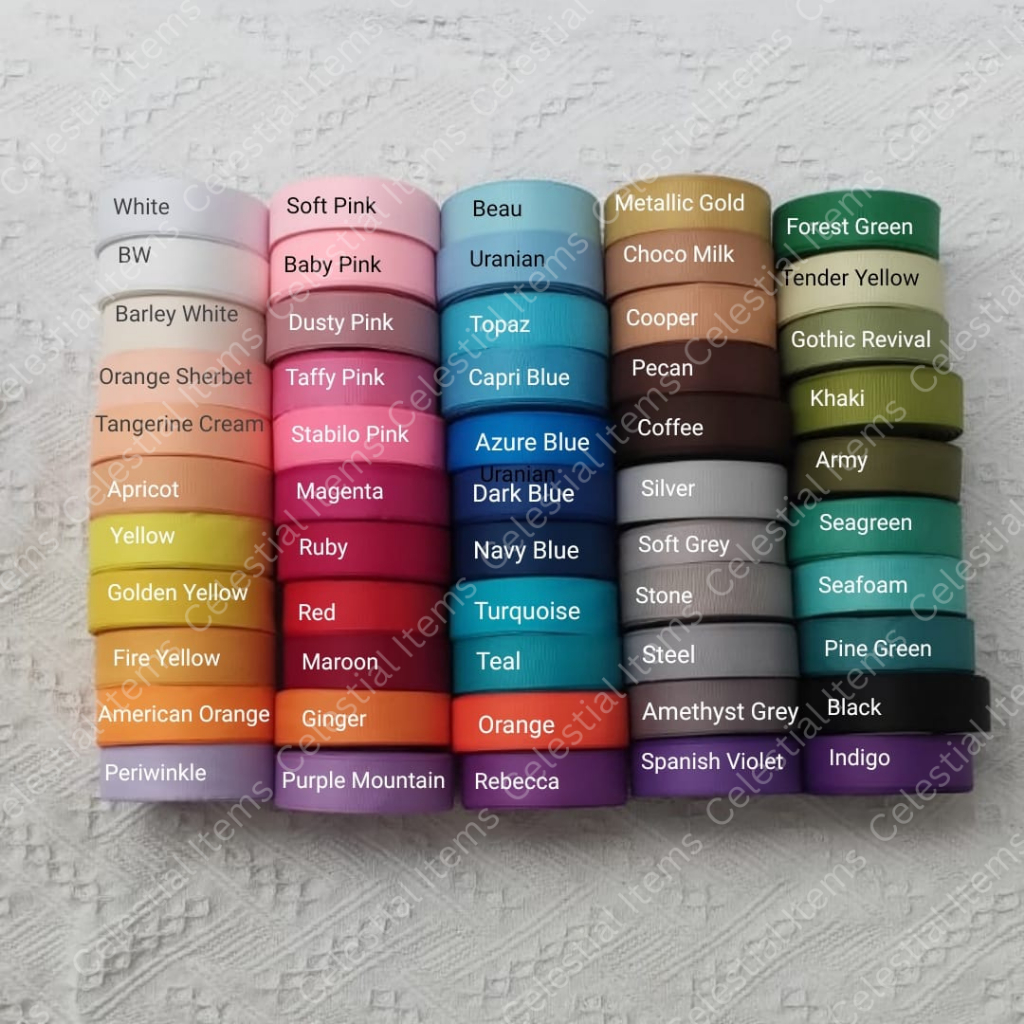 White
BW
Barley White
Orange Sherbet
Tangerine Cream
Apricot
Yellow
Golden Yellow
Fire Yellow
American Orange
Periwinkle
Soft Pink
Baby Pink
Dusty Pink
Taffy Pink
Stabilo Pink
Magenta
Ruby
Red
Maroon
Ginger
Purple Mountain
Beau
Uranian
Topaz
Capri Blue
Azure Blue
Uranian
Dark Blue
Navy Blue
Turquoise
Teal
Orange
Rebecca
Metallic Gold
Choco Milk
Cooper
Pecan
Coffee
Silver
Soft Grey
Stone
Steel
Amethyst Grey
Spanish Violet
Forest Green
Tender Yellow
Gothic Revival
Khaki
Army
Seagreen
Seafoam
Pine Green
Black
Indigo
Celestial Items